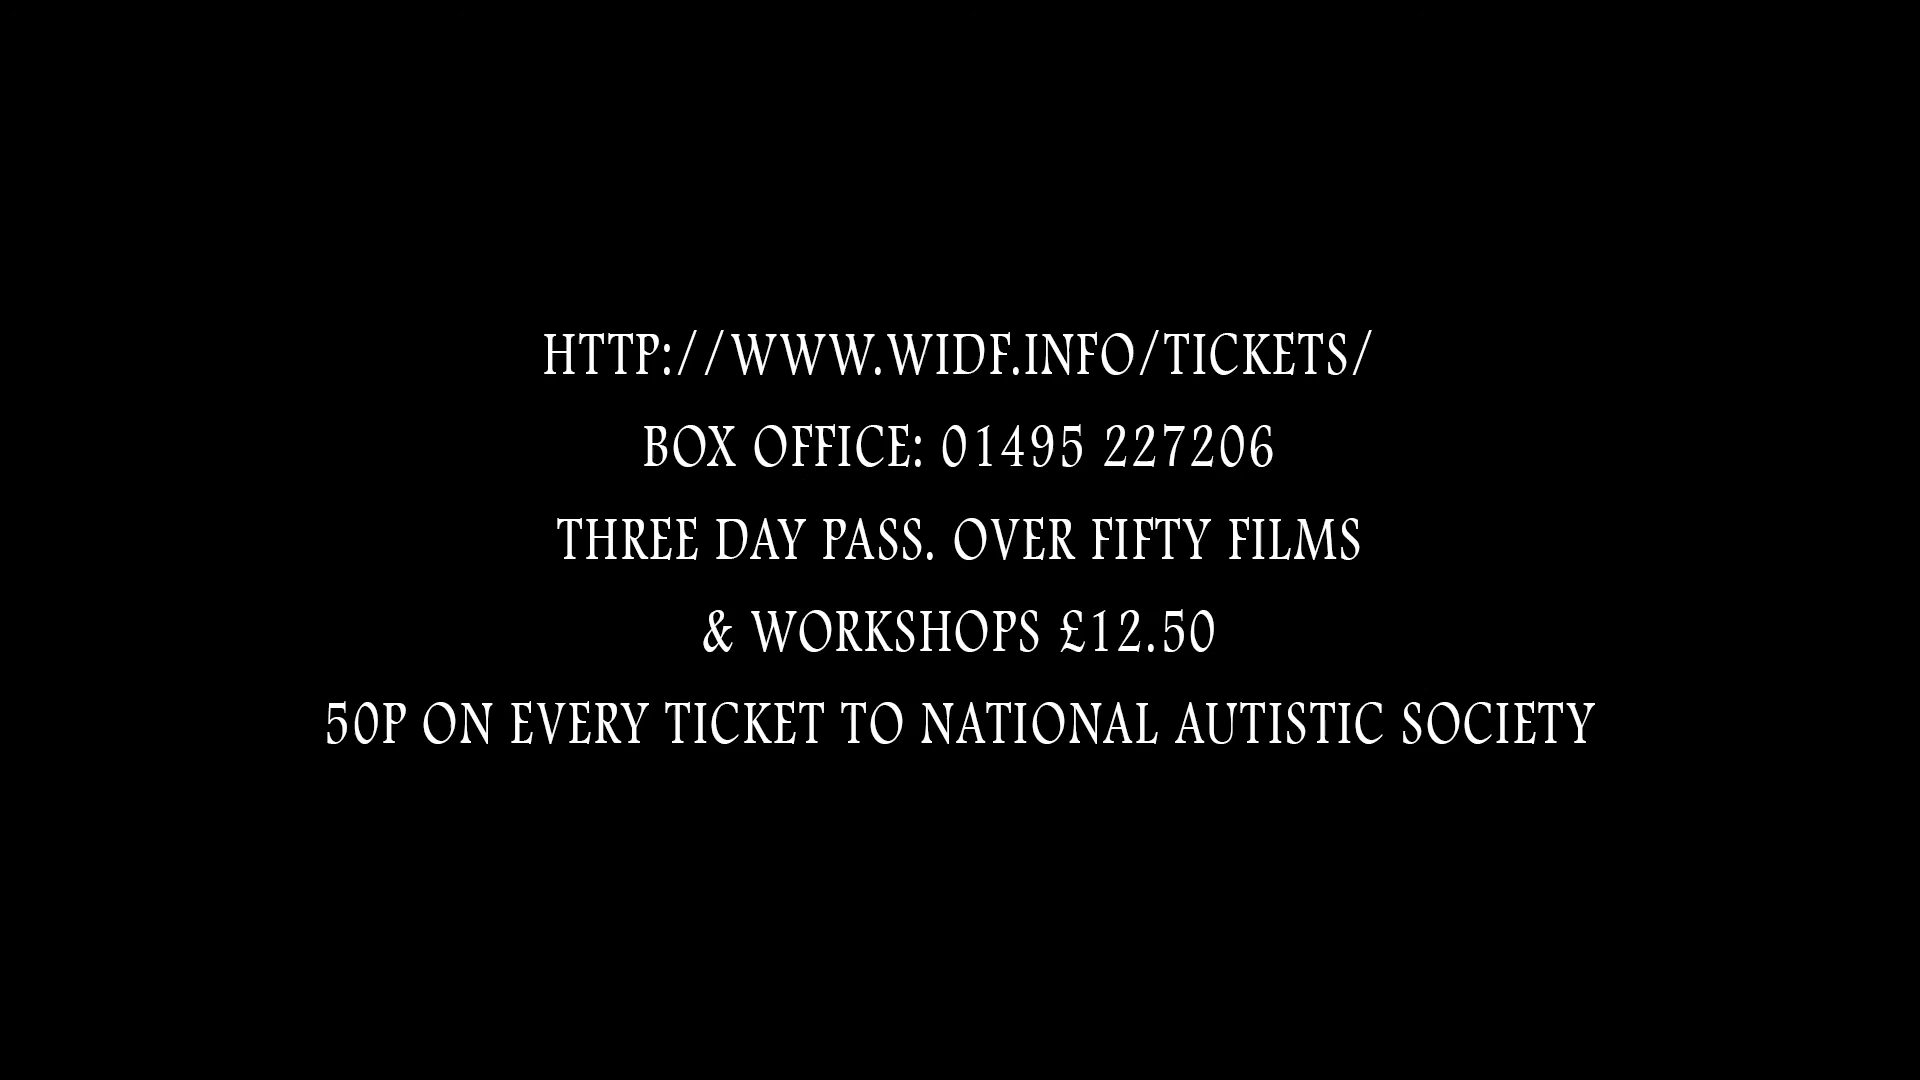 HTTP://WWW.WIDF.INFO/TICKETS/
BOX OFFICE: 01495 227206
THREE DAY PASS. OVER FIFTY FILMS
& WORKSHOPS £12.50
50P ON EVERY TICKET TO NATIONAL AUTISTIC SOCIETY